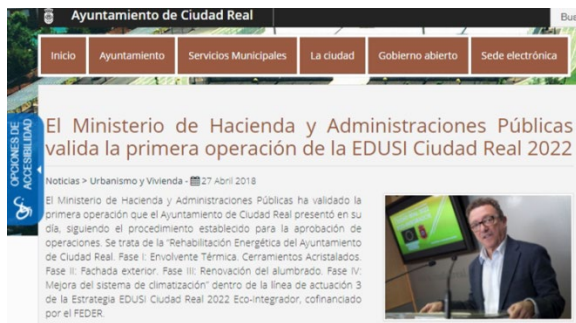 Ayuntamiento de Ciudad Real
Inicio Ayuntamiento Servicios Municipales La ciudad Gobierno abierto Sede electrónica
OPCIONES DE
ACCESIBILIDAD
El Ministerio de Hacienda y Administraciones Públicas
valida la primera operación de la EDUSI Ciudad Real 2022
Noticias > Urbanismo y Vivienda - 27 Abril 2018
El Ministerio de Hacienda y Administraciones Públicas ha validado la
primera operación que el Ayuntamiento de Ciudad Real presentó en su
día, siguiendo el procedimiento establecido para la aprobación de
operaciones. Se trata de la "Rehabilitación Energética del Ayuntamiento
de Ciudad Real. Fase I: Envolvente Térmica. Cerramientos Acristalados.
Fase II: Fachada exterior. Fase III: Renovación del alumbrado. Fase IV:
Mejora del sistema de climatización" dentro de la línea de actuación 3
de la Estrategia EDUSI Ciudad Real 2022 Eco-Integrador, cofinanciado
por el FEDER.